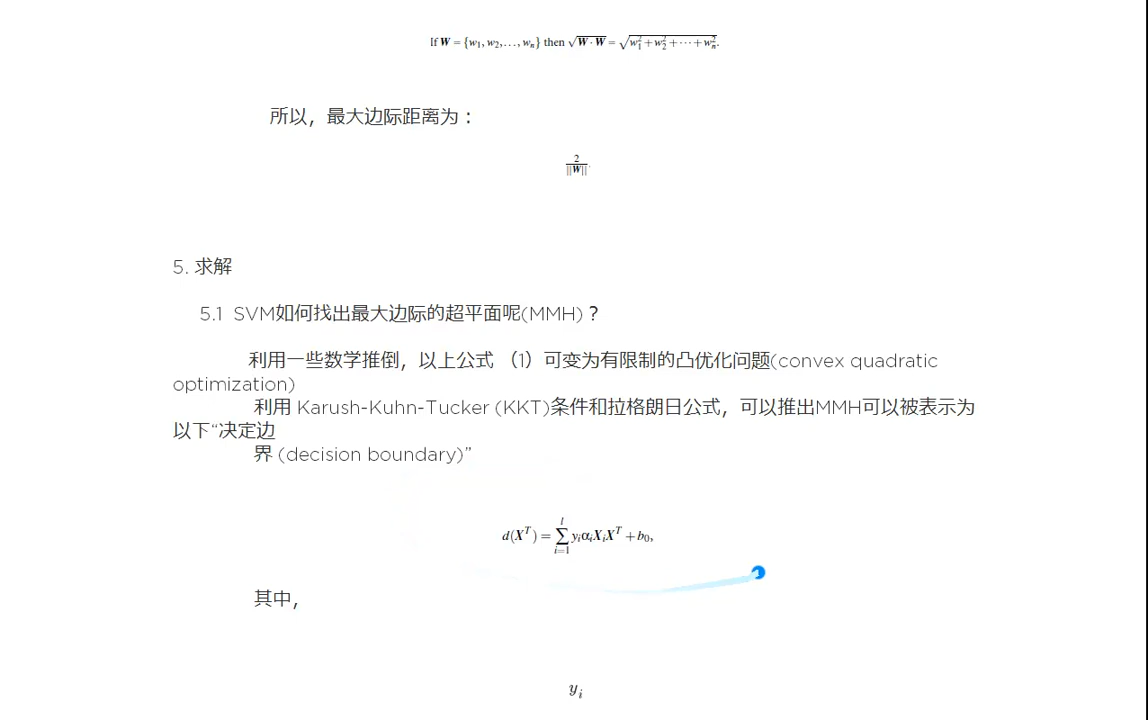 If W = {w₁, w₂, . . . , wₙ} then √W · W = √w₁² + w₂² + · · · + wₙ².
所以，最大边际距离为：
2
||W||.
5. 求解
5.1 SVM如何找出最大边际的超平面呢(MMH)？
利用一些数学推倒，以上公式 （1）可变为有限制的凸优化问题(convex quadratic
optimization)
利用 Karush-Kuhn-Tucker (KKT)条件和拉格朗日公式，可以推出MMH可以被表示为
以下“决定边
界 (decision boundary)”
d(Xᵀ) = ∑ᵢ₌₁ˡ yᵢαᵢXᵢXᵀ + b₀,
其中，
yᵢ